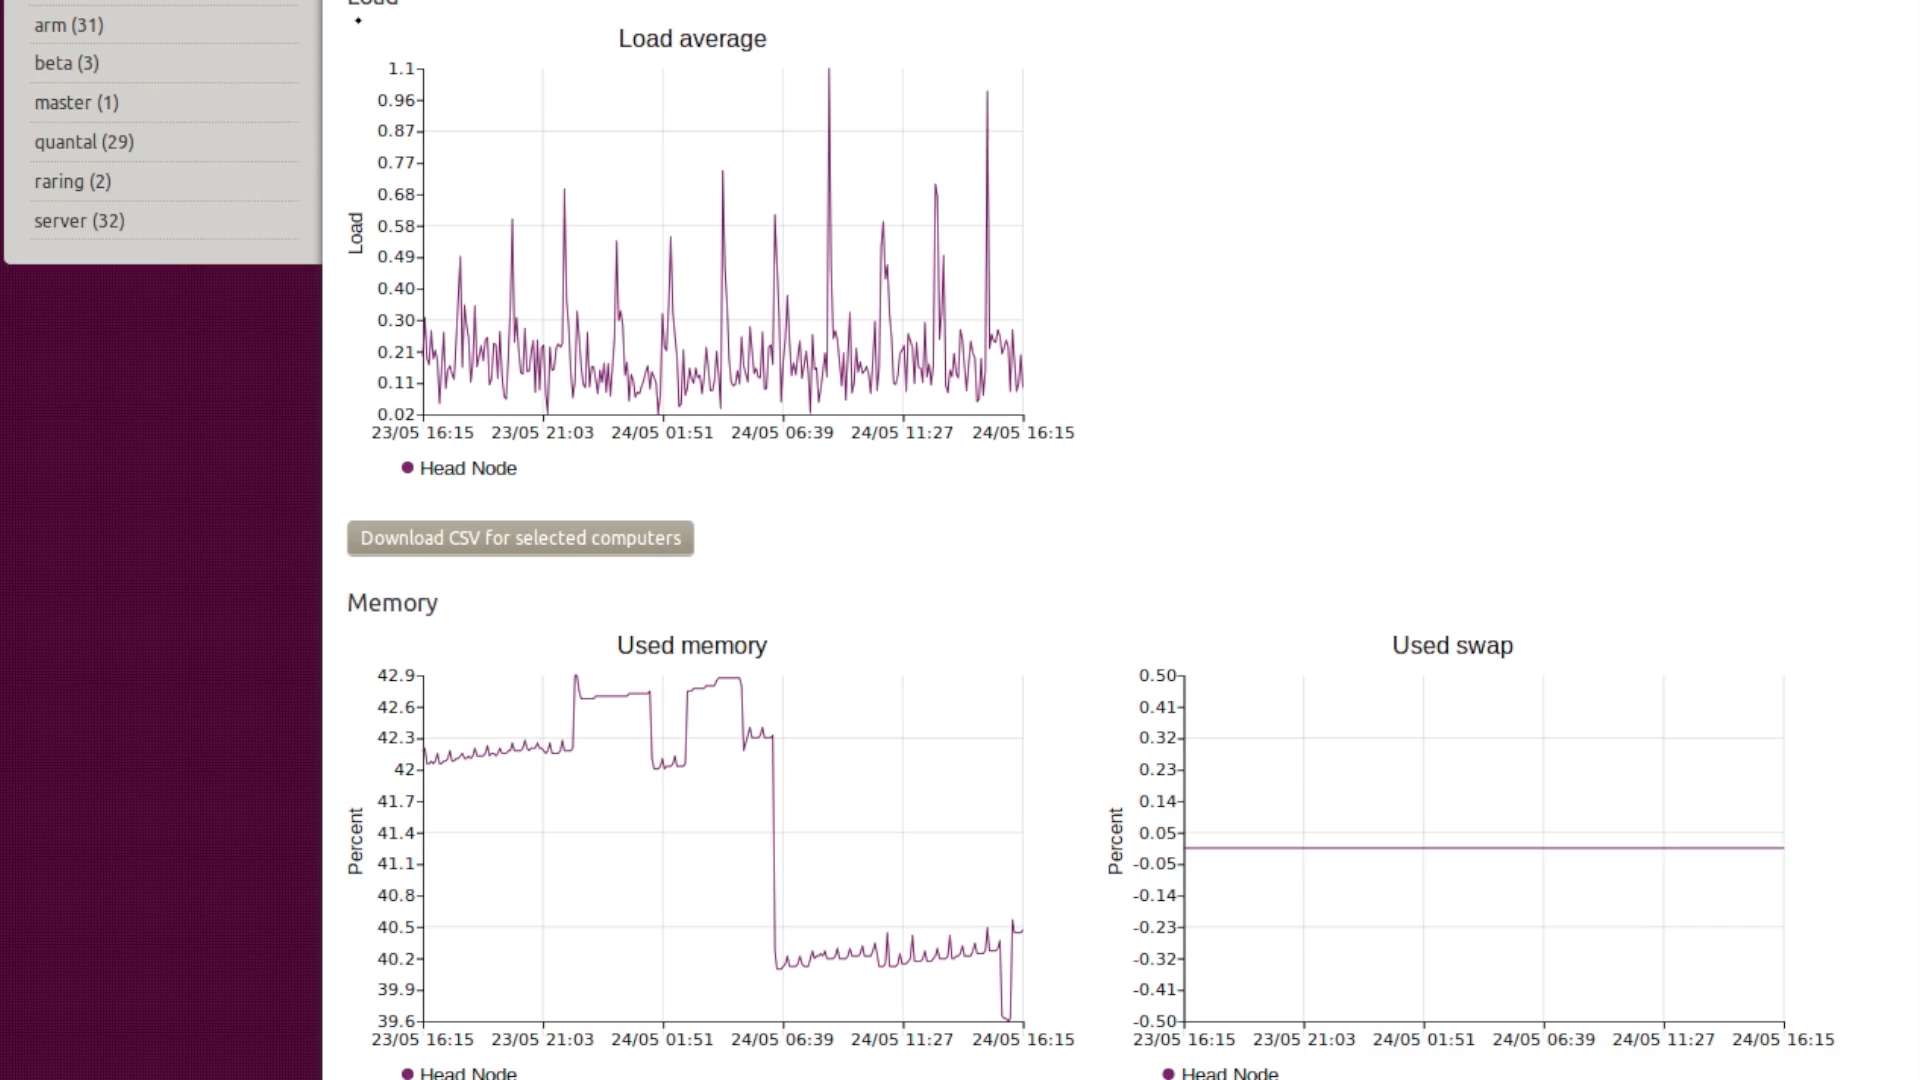 arm (31)
beta (3)
master (1)
quantal (29)
raring (2)
server (32)
Load
Load average
1.1
0.96
0.87
0.77
0.68
0.58
0.49
0.40
0.30
0.21
0.11
0.02
Load
23/05 16:15 23/05 21:03 24/05 01:51 24/05 06:39 24/05 11:27 24/05 16:15
Head Node
Download CSV for selected computers
Memory
Used memory
42.9
42.6
42.3
42
41.7
41.4
41.1
40.8
40.5
40.2
39.9
39.6
Percent
23/05 16:15 23/05 21:03 24/05 01:51 24/05 06:39 24/05 11:27 24/05 16:15
Head Node
Used swap
0.50
0.41
0.32
0.23
0.14
0.05
-0.05
-0.14
-0.23
-0.32
-0.41
-0.50
Percent
23/05 16:15 23/05 21:03 24/05 01:51 24/05 06:39 24/05 11:27 24/05 16:15
Head Node